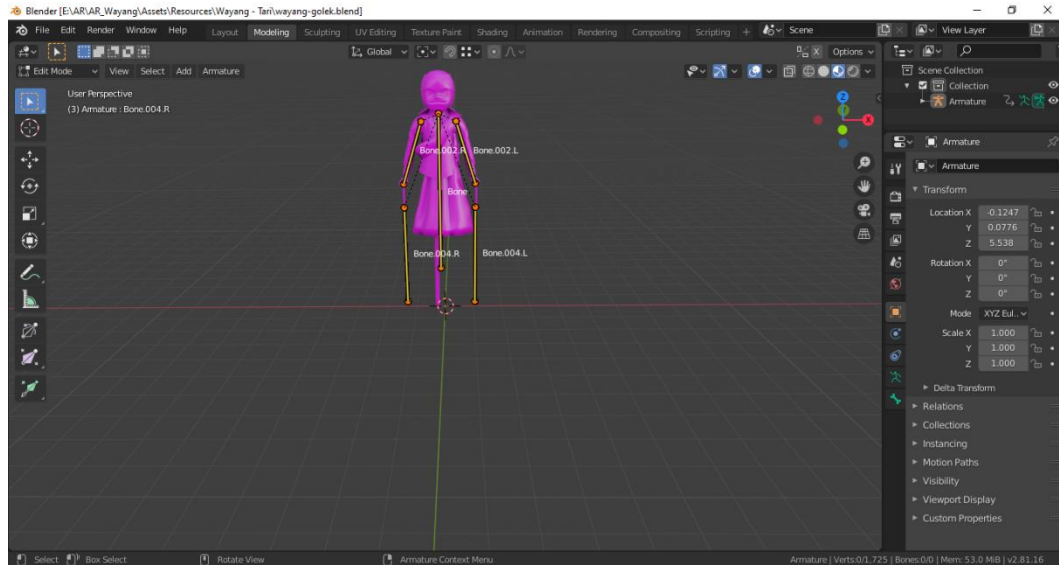 Blender [E:\AR\AR_Wayang\Assets\Resources\Wayang - Tari\wayang-golek.blend]
File Edit Render Window Help Layout Modeling Sculpting UV Editing Texture Paint Shading Animation Rendering Compositing Scripting + Scene View Layer
Global Options
Edit Mode View Select Add Armature
User Perspective
(3) Armature : Bone.004.R
Z
X
Bone.002.R Bone.002.L
Bone
Bone.004.R Bone.004.L
Scene Collection
Collection
Armature
Armature
Armature
Transform
Location X -0.1247
Y 0.0776
Z 5.538
Rotation X 0°
Y 0°
Z 0°
Mode XYZ Eul..
Scale X 1.000
Y 1.000
Z 1.000
Delta Transform
Relations
Collections
Instancing
Motion Paths
Visibility
Viewport Display
Custom Properties
Select Box Select Rotate View Armature Context Menu Armature | Verts:0/1,725 | Bones:0/0 | Mem: 53.0 MiB | v2.81.16